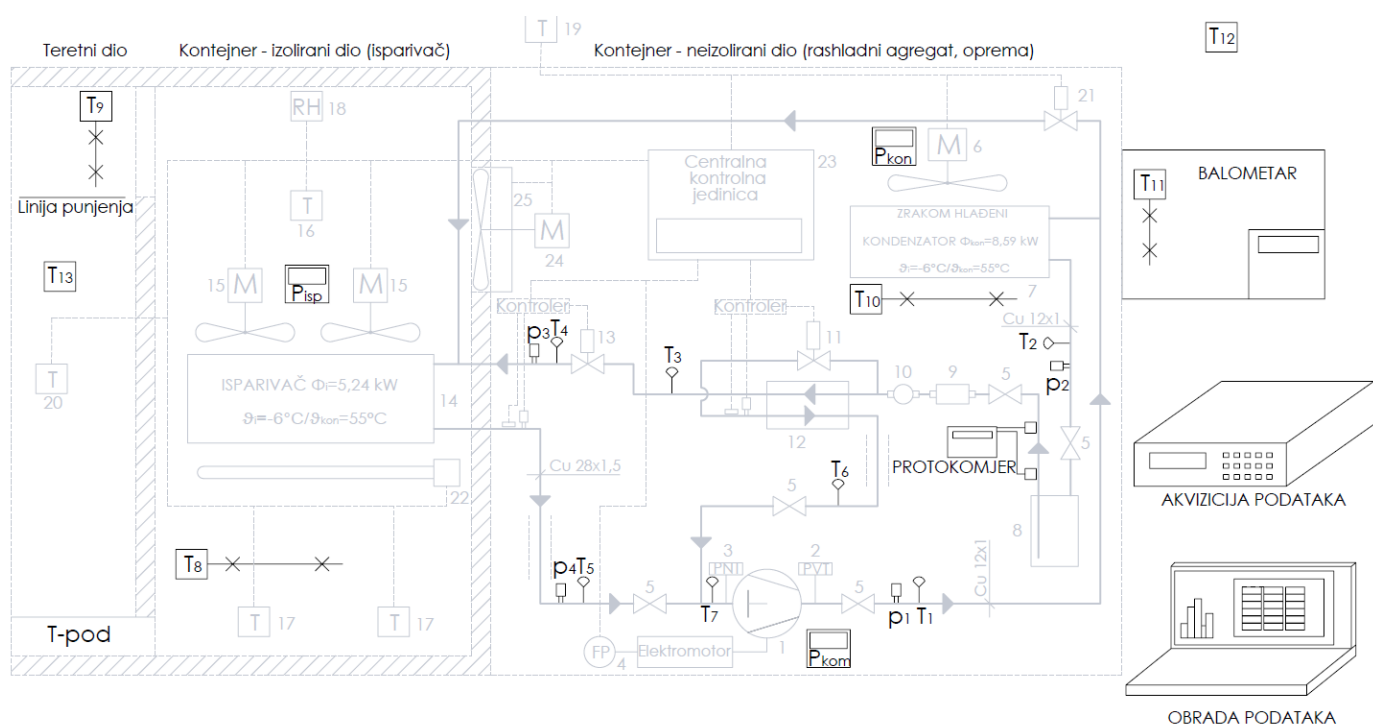 T 19
T12
Teretni dio
Kontejner - izolirani dio (isparivač)
Kontejner - neizolirani dio (rashladni agregat, oprema)
T9
RH 18
21
Pkon
M 6
Centralna
kontrolna
jedinica
23
T11
BALOMETAR
Linija punjenja
T
16
25
M
24
ZRAKOM HLAĐENI
KONDENZATOR Φkon=8,59 kW
ϑi=-6°C/ϑkon=55°C
T13
15 M
Pisp
M 15
Kontroler
Kontroler
T10
7
Cu 12x1
p3 T4
13
T3
11
T2
p2
T
20
ISPARIVAČ Φi=5,24 kW
ϑi=-6°C/ϑkon=55°C
14
10
9
5
12
5
Cu 28x1,5
PROTOKOMJER
T6
5
22
8
AKVIZICIJA PODATAKA
T8
p4 T5
5
3
PNT
2
PVT
5
Cu 12x1
T7
p1 T1
T 17
T 17
T-pod
FP
4
Elektromotor
1
Pkom
OBRADA PODATAKA